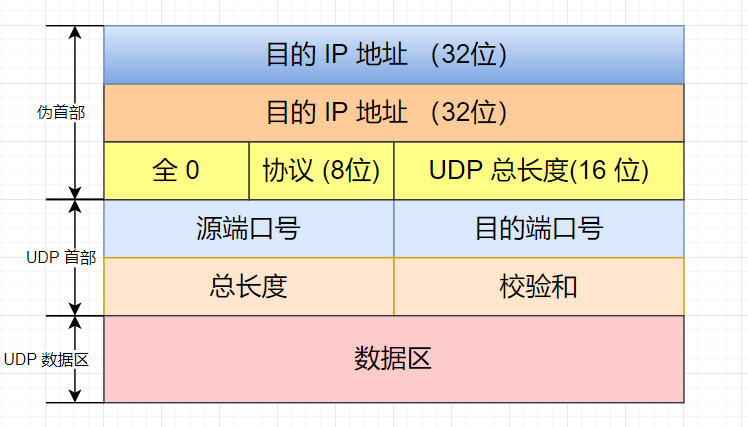 目的 IP 地址 （32位）
伪首部
目的 IP 地址 （32位）
全 0
协议 (8位)
UDP 总长度(16 位)
源端口号
目的端口号
UDP 首部
总长度
校验和
UDP 数据区
数据区